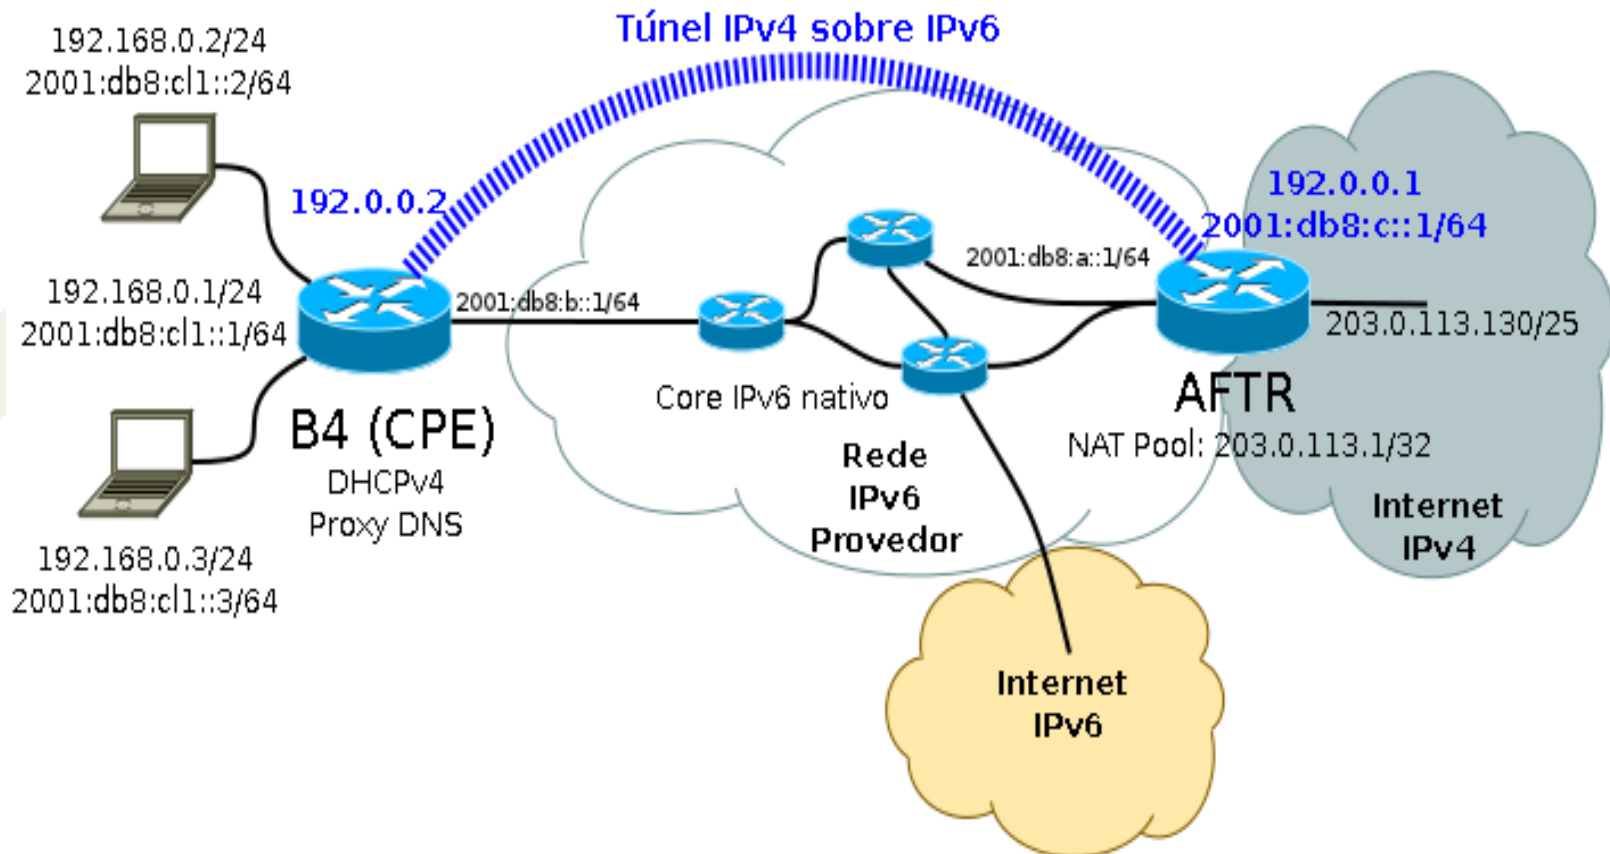 Túnel IPv4 sobre IPv6
192.168.0.2/24
2001:db8:cl1::2/64
192.0.0.2
192.0.0.1
2001:db8:c::1/64
192.168.0.1/24
2001:db8:cl1::1/64
2001:db8:b::1/64
2001:db8:a::1/64
203.0.113.130/25
B4 (CPE)
DHCPv4
Proxy DNS
Core IPv6 nativo
AFTR
NAT Pool: 203.0.113.1/32
Rede
IPv6
Provedor
Internet
IPv4
192.168.0.3/24
2001:db8:cl1::3/64
Internet
IPv6